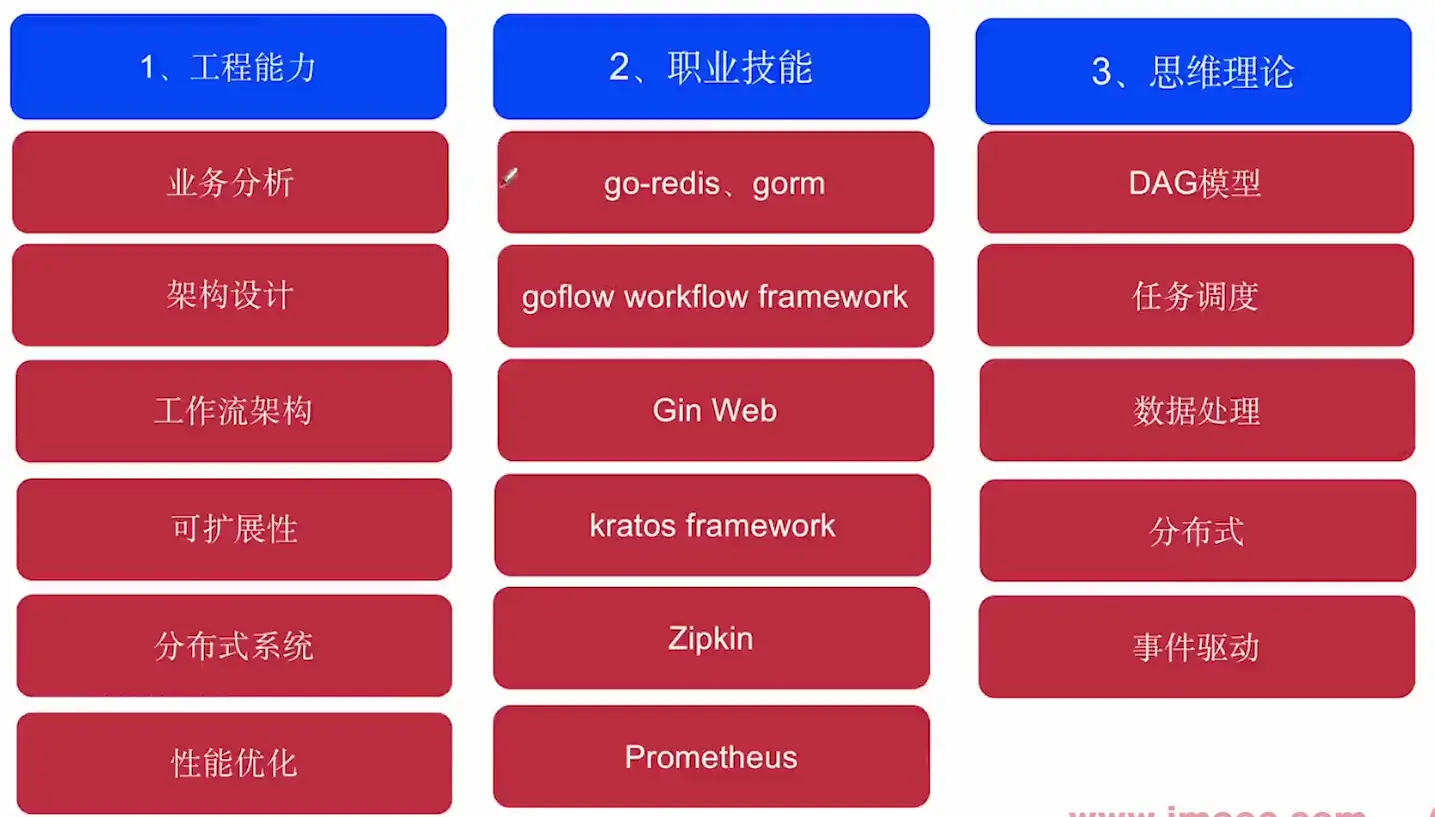 1、工程能力
业务分析
架构设计
工作流架构
可扩展性
分布式系统
性能优化
2、职业技能
go-redis、gorm
goflow workflow framework
Gin Web
kratos framework
Zipkin
Prometheus
3、思维理论
DAG模型
任务调度
数据处理
分布式
事件驱动